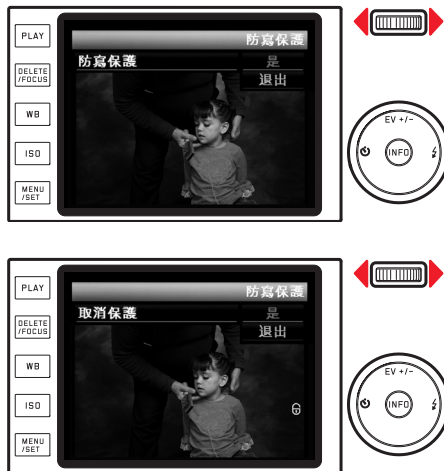 PLAY
DELETE
/FOCUS
WB
ISO
MENU
/SET
防寫保護
防寫保護 是
退出
EV +/-
INFO
PLAY
DELETE
/FOCUS
WB
ISO
MENU
/SET
防寫保護
取消保護 是
退出
EV +/-
INFO